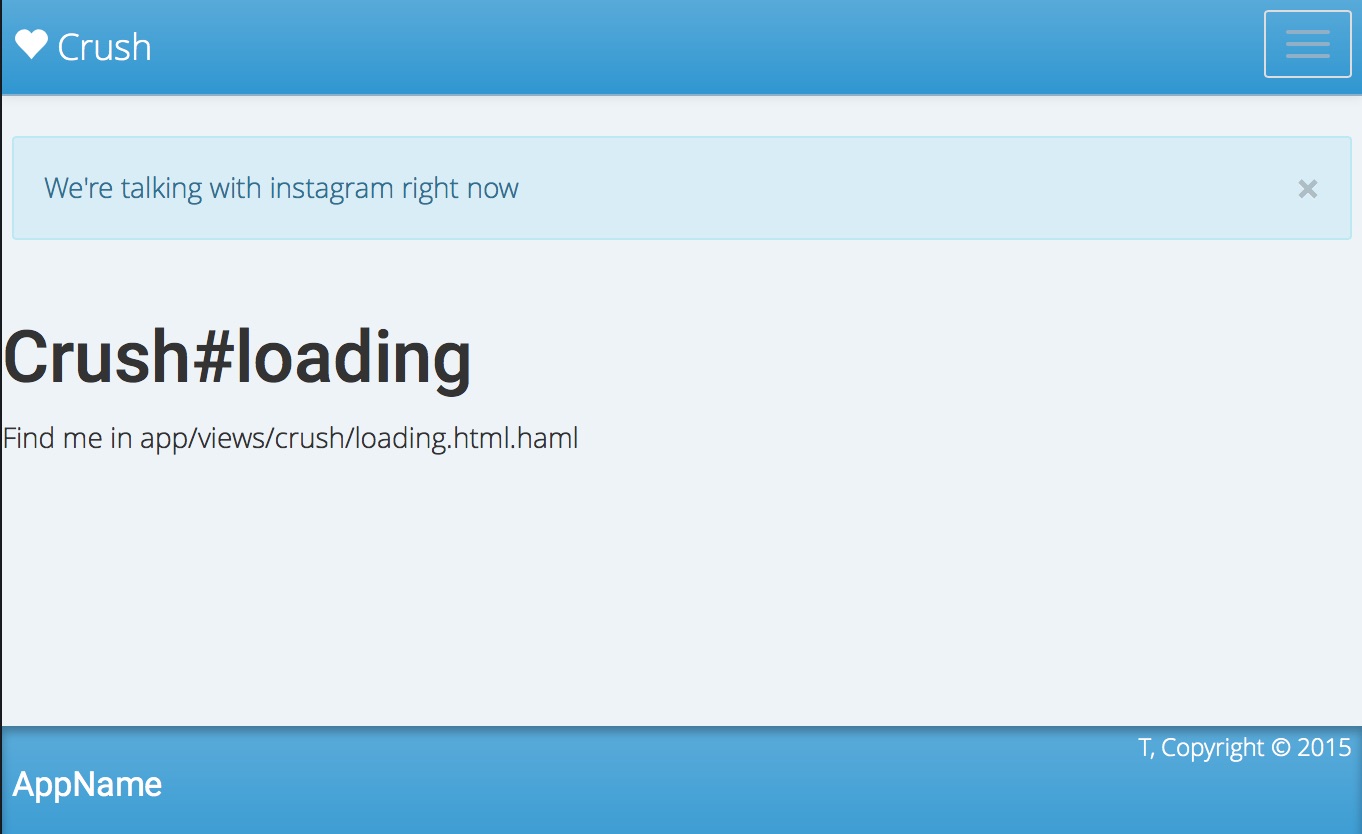 Crush
We're talking with instagram right now ×
Crush#loading
Find me in app/views/crush/loading.html.haml
T, Copyright © 2015
AppName